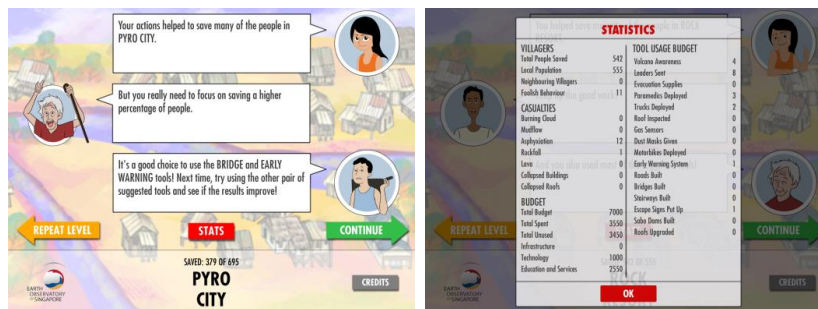 Your actions helped to save many of the people in
PYRO CITY.
But you really need to focus on saving a higher
percentage of people.
It's a good choice to use the BRIDGE and EARLY
WARNING tools! Next time, try using the other pair of
suggested tools and see if the results improve!
REPEAT LEVEL
STATS
CONTINUE
SAVED: 379 OF 695
PYRO
CITY
EARTH
OBSERVATORY
OF SINGAPORE
CREDITS
STATISTICS
VILLAGERS
Total People Saved 542
Local Population 555
Neighbouring Villagers 0
Foolish Behaviour 11
CASUALTIES
Burning Cloud 0
Mudflow 0
Asphyxiation 12
Rockfall 1
Lava 0
Collapsed Buildings 0
Collapsed Roofs 0
BUDGET
Total Budget 7000
Total Spent 3550
Total Unused 3450
Infrastructure 0
Technology 1000
Education and Services 2550
TOOL USAGE BUDGET
Volcano Awareness 4
Leaders Sent 8
Evacuation Supplies 0
Paramedics Deployed 3
Trucks Deployed 2
Roof Inspected 0
Gas Sensors 0
Dust Masks Given 0
Motorbikes Deployed 0
Early Warning System 1
Roads Built 0
Bridges Built 0
Stairways Built 0
Escape Signs Put Up 1
Sabo Dams Built 0
Roofs Upgraded 0
OK
REPEAT LEVEL
CONTINUE
ROCK
RESORT
EARTH
OBSERVATORY
OF SINGAPORE
CREDITS